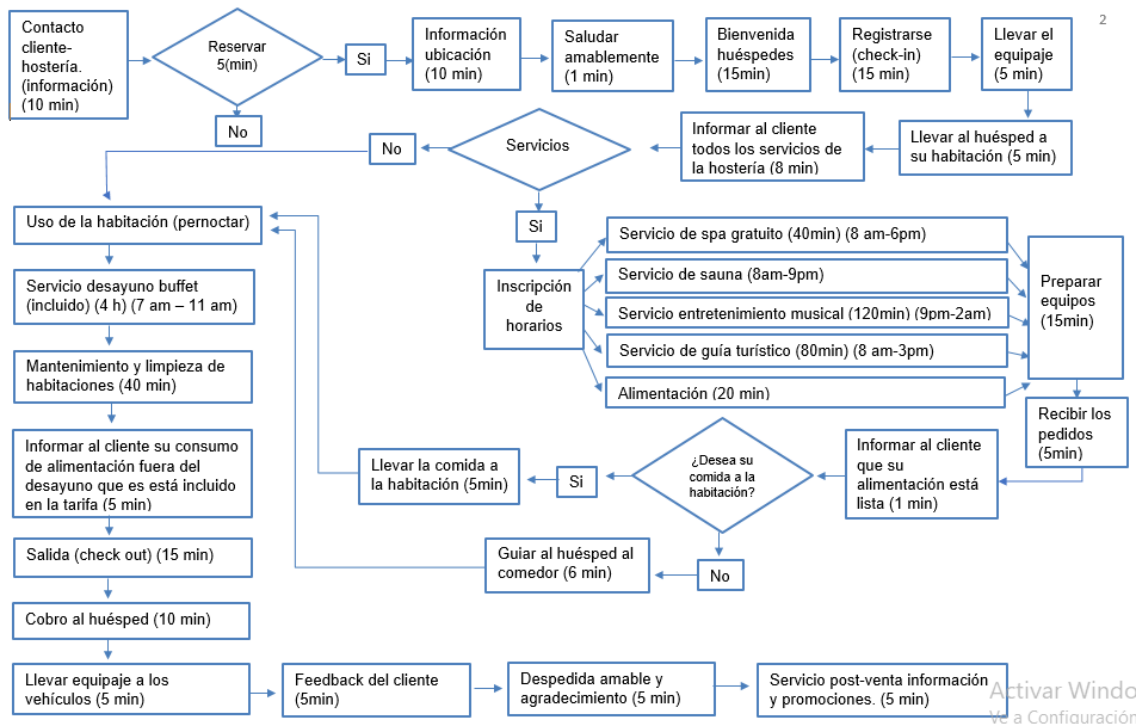 2
Contacto
cliente-
hostería.
(información)
(10 min)
Reservar
5(min)
Si
No
Información
ubicación
(10 min)
Saludar
amablemente
(1 min)
Bienvenida
huéspedes
(15min)
Registrarse
(check-in)
(15 min)
Llevar el
equipaje
(5 min)
Llevar al huésped a
su habitación (5 min)
Informar al cliente
todos los servicios de
la hostería (8 min)
Servicios
No
Si
Uso de la habitación (pernoctar)
Inscripción
de
horarios
Servicio de spa gratuito (40min) (8 am-6pm)
Servicio de sauna (8am-9pm)
Servicio entretenimiento musical (120min) (9pm-2am)
Servicio de guía turístico (80min) (8 am-3pm)
Alimentación (20 min)
Preparar
equipos
(15min)
Recibir los
pedidos
(5min)
Informar al cliente
que su
alimentación está
lista (1 min)
¿Desea su
comida a la
habitación?
Si
Llevar la comida a
la habitación (5min)
No
Guiar al huésped al
comedor (6 min)
Servicio desayuno buffet
(incluido) (4 h) (7 am – 11 am)
Mantenimiento y limpieza de
habitaciones (40 min)
Informar al cliente su consumo
de alimentación fuera del
desayuno que es está incluido
en la tarifa (5 min)
Salida (check out) (15 min)
Cobro al huésped (10 min)
Llevar equipaje a los
vehículos (5 min)
Feedback del cliente
(5min)
Despedida amable y
agradecimiento (5 min)
Servicio post-venta información
y promociones. (5 min)
Activar Windo
Ve a Configuración